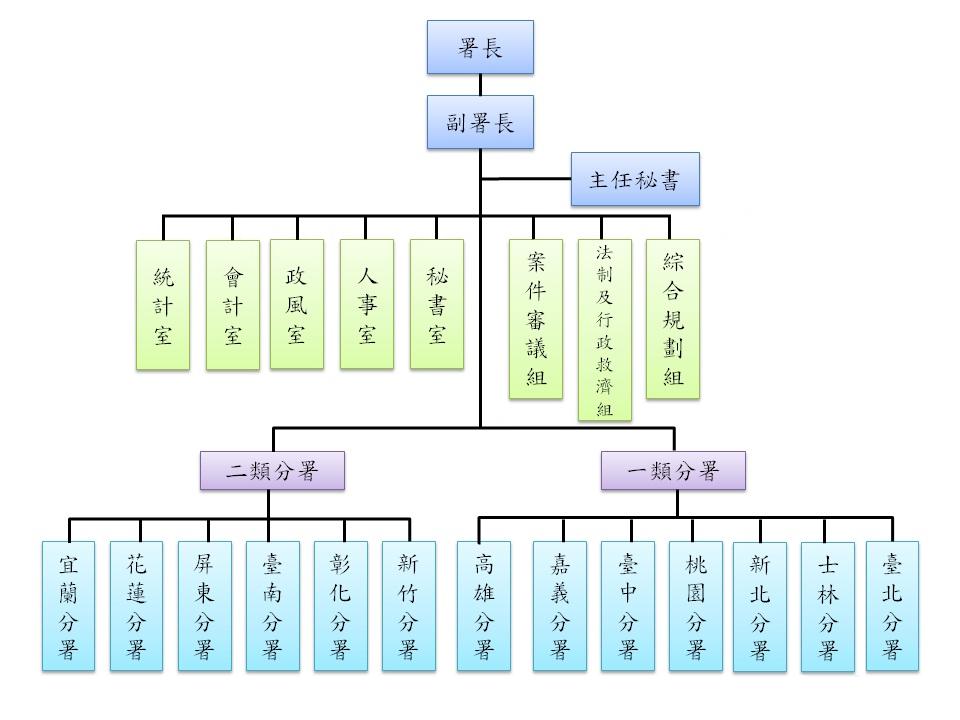 署長
副署長
主任秘書
統計室
會計室
政風室
人事室
秘書室
案件審議組
法制及行政救濟組
綜合規劃組
二類分署
一類分署
宜蘭分署
花蓮分署
屏東分署
臺南分署
彰化分署
新竹分署
高雄分署
嘉義分署
臺中分署
桃園分署
新北分署
士林分署
臺北分署